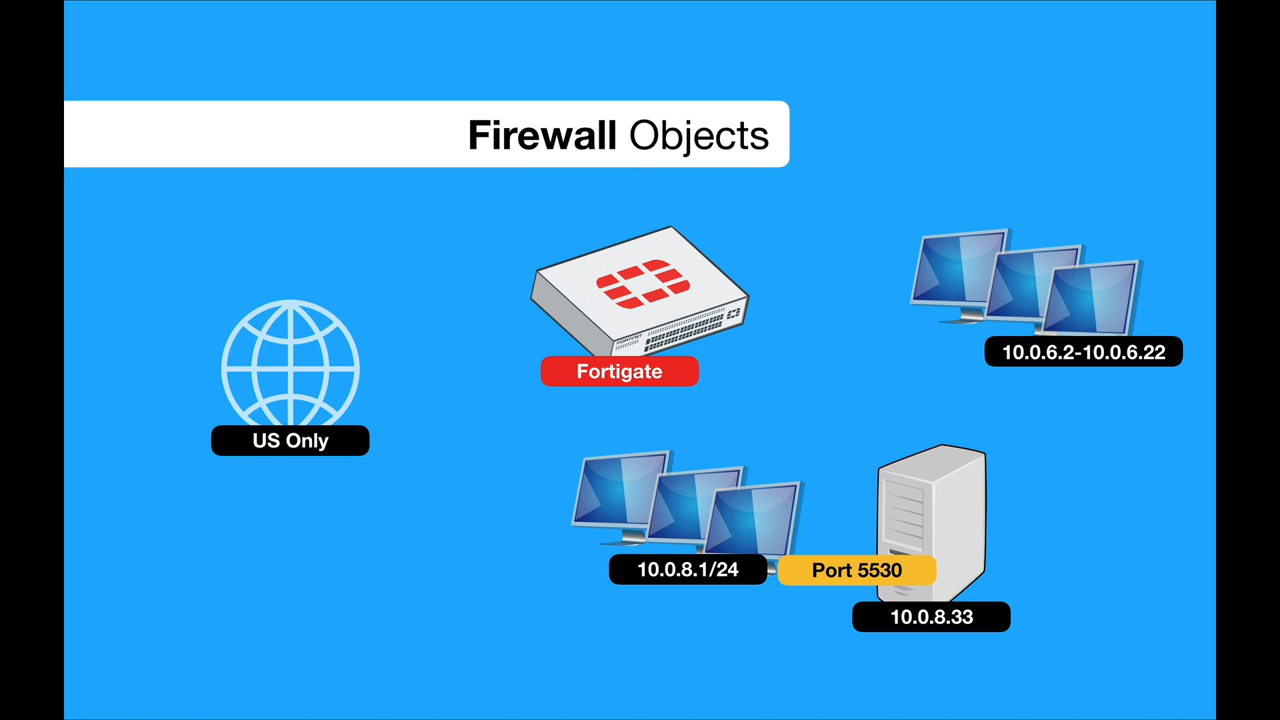 Firewall Objects
Fortigate
10.0.6.2-10.0.6.22
US Only
10.0.8.1/24
Port 5530
10.0.8.33